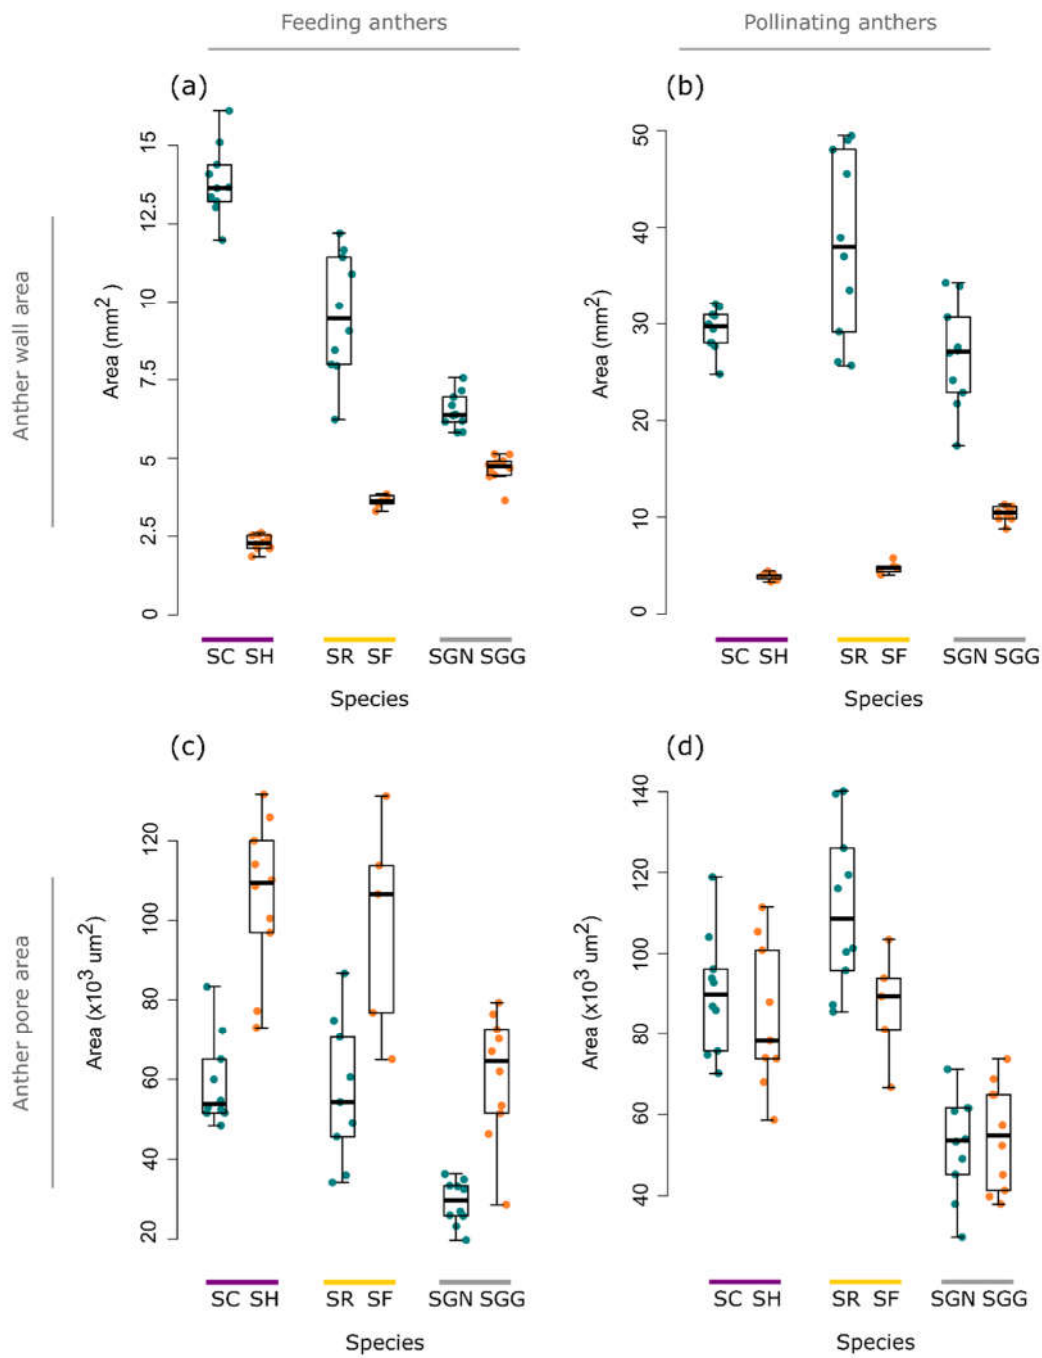 Feeding anthers
Pollinating anthers
Anther wall area
(a)
Area (mm²)
15
12.5
10
7.5
5
2.5
0
SC SH SR SF SGN SGG
Species
(b)
Area (mm²)
50
40
30
20
10
0
SC SH SR SF SGN SGG
Species
Anther pore area
(c)
Area (x10³ um²)
120
100
80
60
40
20
SC SH SR SF SGN SGG
Species
(d)
Area (x10³ um²)
140
120
100
80
60
40
SC SH SR SF SGN SGG
Species